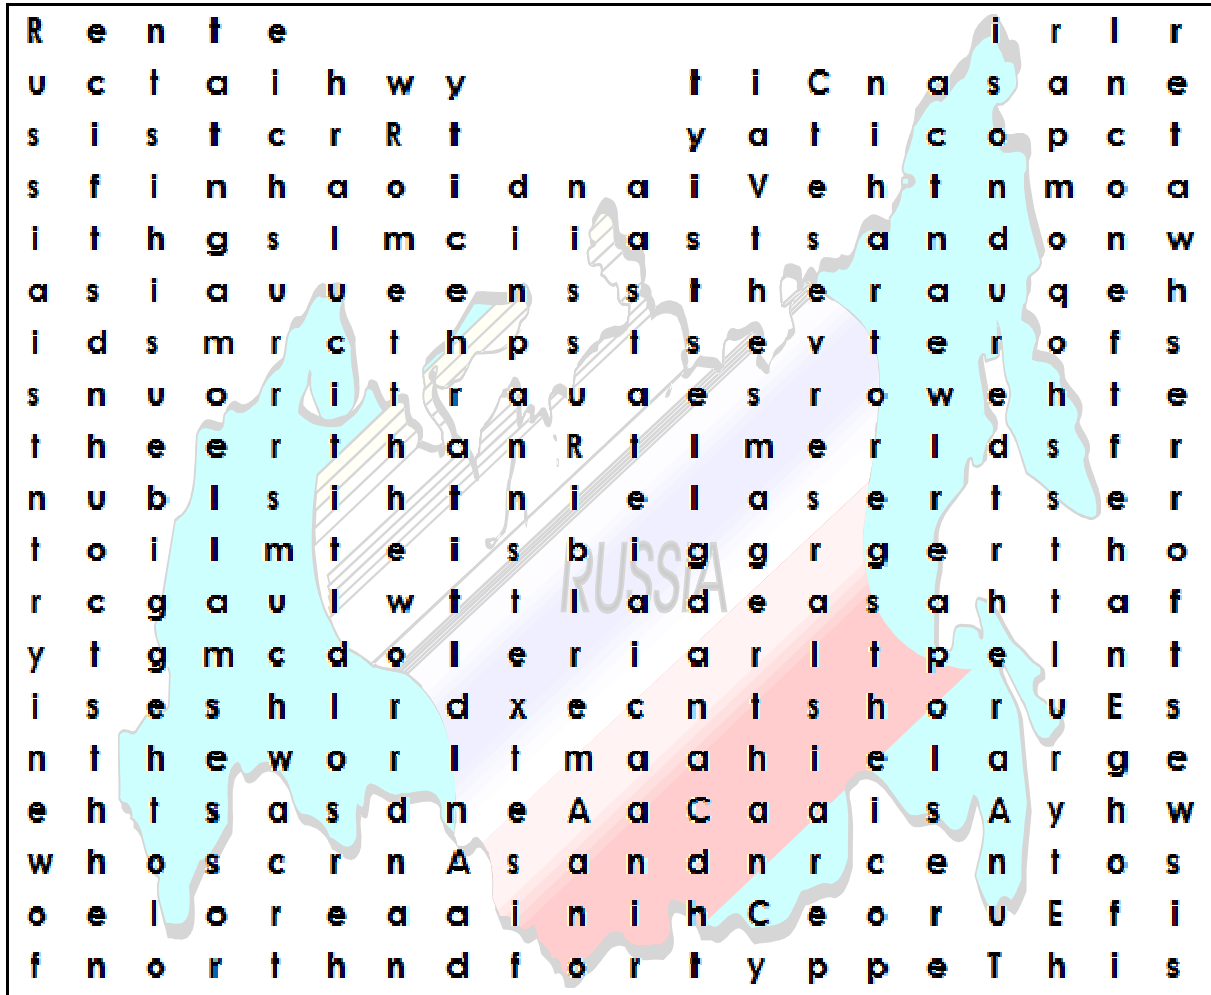 R e n t e i r l r
u c t a i h w y t i C n a s a n e
s i s t c r R t y a t i c o p c t
s f i n h a o i d n a i V e h t n m o a
i t h g s l m c i i a s t s a n d o n w
a s i a u u e e n s s t h e r a u q e h
i d s m r c t h p s t s e v t e r o f s
s n u o r i t r a u a e s r o w e h t e
t h e e r t h a n R t l m e r l d s f r
n u b l s i h t n i e l a s e r t s e r
t o i l m t e i s b i g g r g e r t h o
r c g a u l w t t l a d e a s a h t a f
y t g m c d o l e r i a r l t p e l n t
i s e s h l r d x e c n t s h o r u E s
n t h e w o r l t m a a h i e l a r g e
e h t s a s d n e A a C a a i s A y h w
w h o s c r n A s a n d n r c e n t o s
o e l o r e a a i n i h C e o r u E f i
f n o r t h n d f o r t y p p e T h i s
RUSSIA